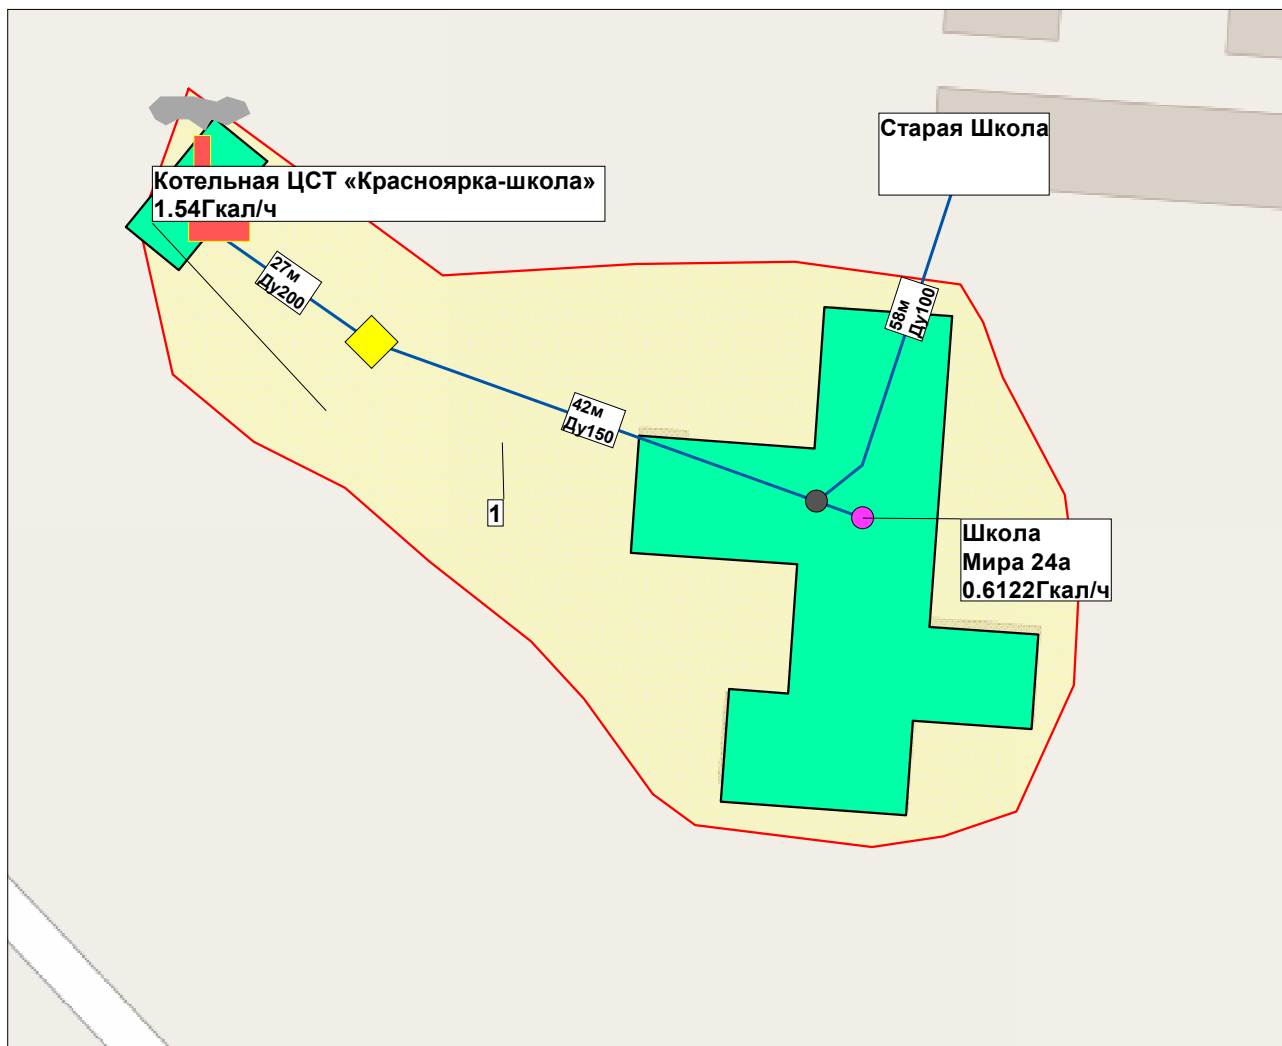 Старая Школа
Котельная ЦСТ «Красноярка-школа»
1.54Гкал/ч
27м
Ду200
58м
Ду100
42м
Ду150
1
Школа
Мира 24а
0.6122Гкал/ч